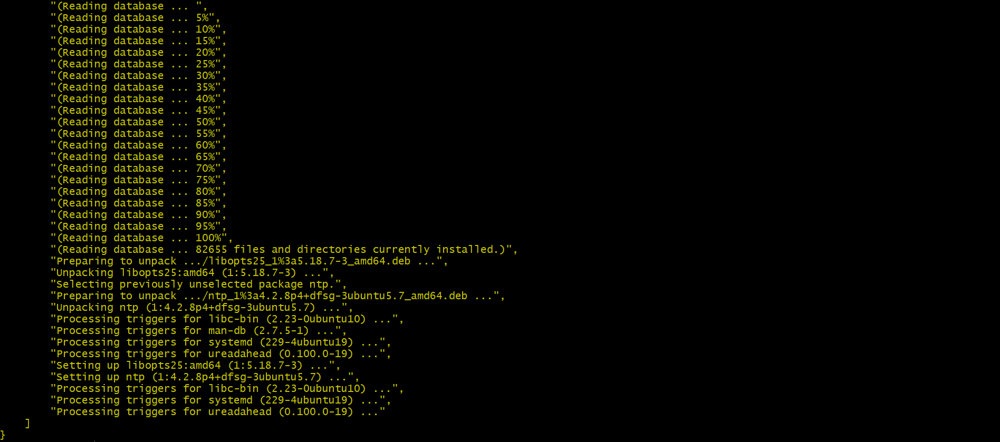 "(Reading database ... ",
"(Reading database ... 5%",
"(Reading database ... 10%",
"(Reading database ... 15%",
"(Reading database ... 20%",
"(Reading database ... 25%",
"(Reading database ... 30%",
"(Reading database ... 35%",
"(Reading database ... 40%",
"(Reading database ... 45%",
"(Reading database ... 50%",
"(Reading database ... 55%",
"(Reading database ... 60%",
"(Reading database ... 65%",
"(Reading database ... 70%",
"(Reading database ... 75%",
"(Reading database ... 80%",
"(Reading database ... 85%",
"(Reading database ... 90%",
"(Reading database ... 95%",
"(Reading database ... 100%",
"(Reading database ... 82655 files and directories currently installed.)",
"Preparing to unpack .../libopts25_1%3a5.18.7-3_amd64.deb ...",
"Unpacking libopts25:amd64 (1:5.18.7-3) ...",
"Selecting previously unselected package ntp.",
"Preparing to unpack .../ntp_1%3a4.2.8p4+dfsg-3ubuntu5.7_amd64.deb ...",
"Unpacking ntp (1:4.2.8p4+dfsg-3ubuntu5.7) ...",
"Processing triggers for libc-bin (2.23-0ubuntu10) ...",
"Processing triggers for man-db (2.7.5-1) ...",
"Processing triggers for systemd (229-4ubuntu19) ...",
"Processing triggers for ureadahead (0.100.0-19) ...",
"Setting up libopts25:amd64 (1:5.18.7-3) ...",
"Setting up ntp (1:4.2.8p4+dfsg-3ubuntu5.7) ...",
"Processing triggers for libc-bin (2.23-0ubuntu10) ...",
"Processing triggers for systemd (229-4ubuntu19) ...",
"Processing triggers for ureadahead (0.100.0-19) ..."
]
}